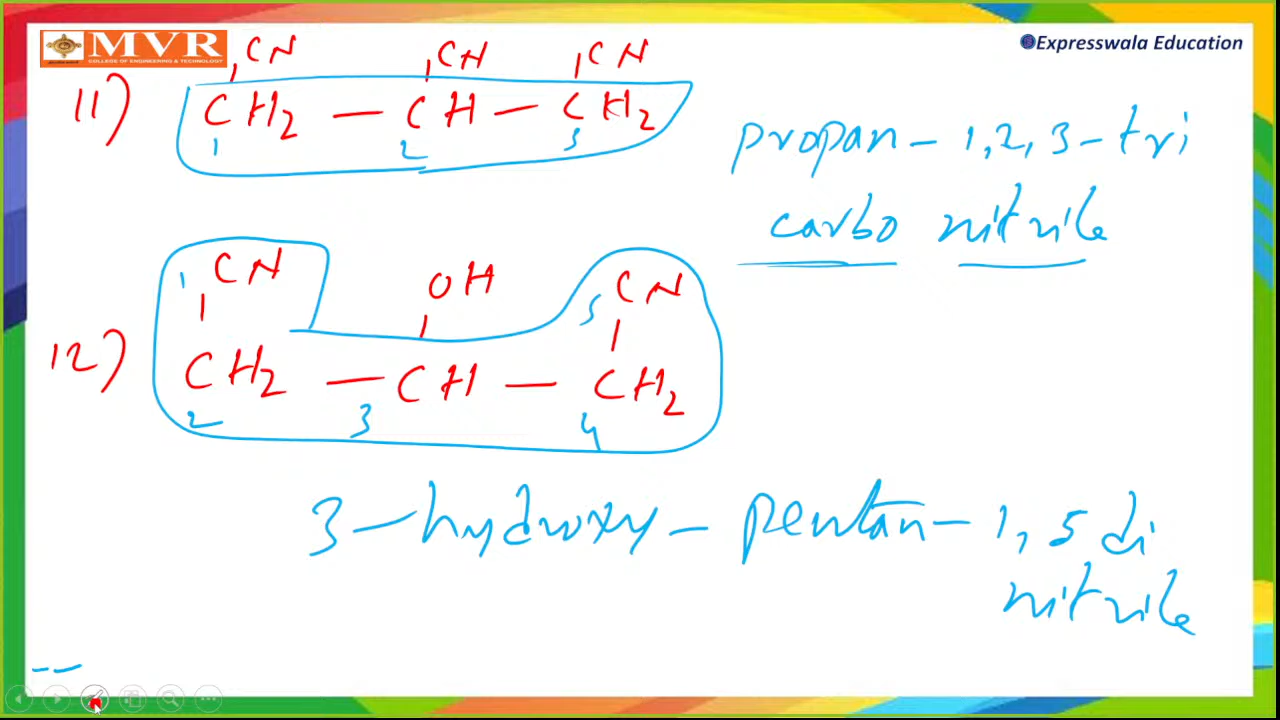 MVR
COLLEGE OF ENGINEERING & TECHNOLOGY
Expresswala Education
CN CN CN
11) CH2 — CH — CH2
1 2 3
propan - 1,2,3 - tri
carbo nitrile
1 CN OH 5 CN
12) CH2 — CH — CH2
2 3 4
3 - hydroxy - pentan - 1, 5 di
nitrile